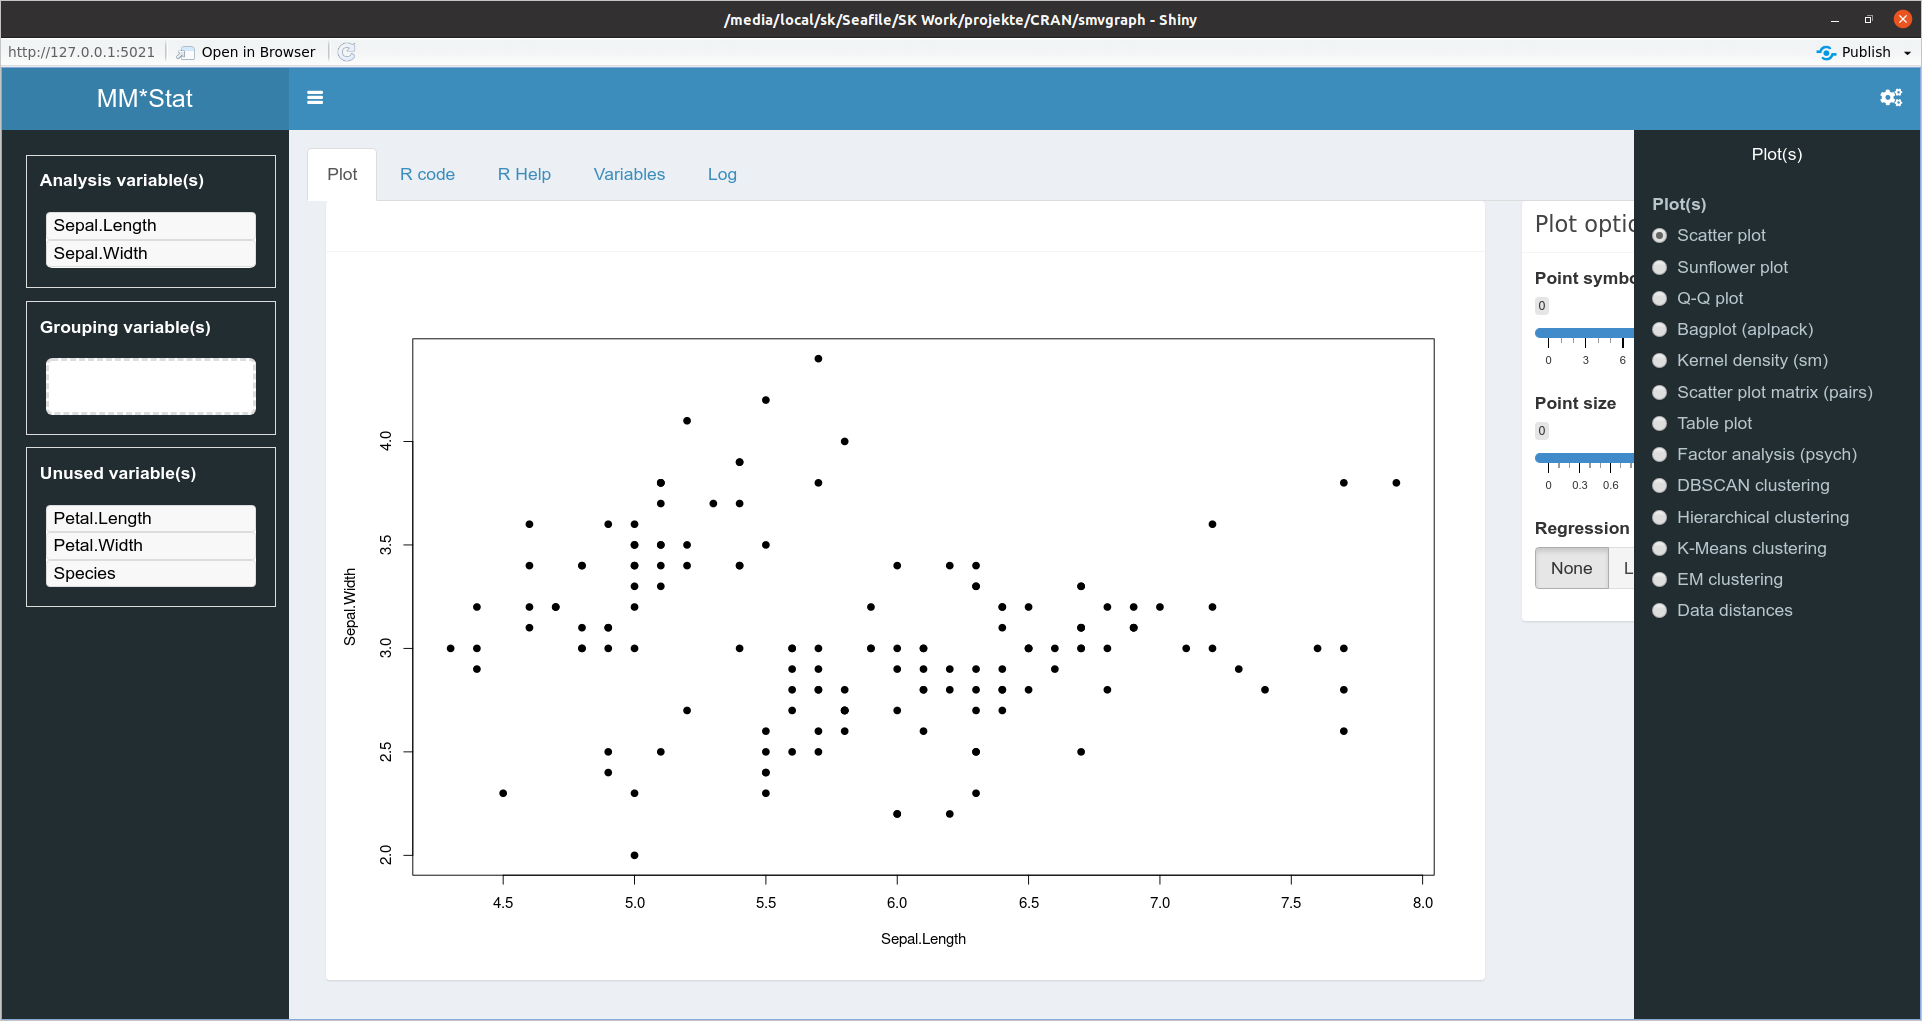 /media/local/sk/Seafile/SK Work/projekte/CRAN/smvgraph - Shiny
http://127.0.0.1:5021
Open in Browser
Publish
MM*Stat
Analysis variable(s)
Sepal.Length
Sepal.Width
Grouping variable(s)
Unused variable(s)
Petal.Length
Petal.Width
Species
Plot
R code
R Help
Variables
Log
4.0
3.5
3.0
2.5
2.0
Sepal.Width
4.5 5.0 5.5 6.0 6.5 7.0 7.5 8.0
Sepal.Length
Plot optio
Point symbo
0
0 3 6
Point size
0
0 0.3 0.6
Regression
None
L
Plot(s)
Plot(s)
Scatter plot
Sunflower plot
Q-Q plot
Bagplot (aplpack)
Kernel density (sm)
Scatter plot matrix (pairs)
Table plot
Factor analysis (psych)
DBSCAN clustering
Hierarchical clustering
K-Means clustering
EM clustering
Data distances